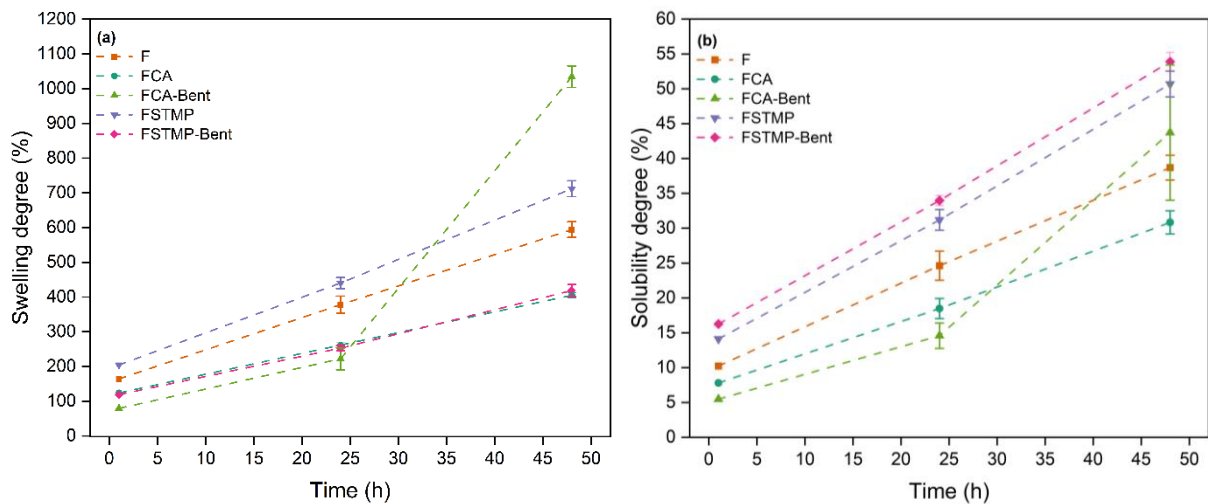 (a)
F
FCA
FCA-Bent
FSTMP
FSTMP-Bent
Swelling degree (%)
1200
1100
1000
900
800
700
600
500
400
300
200
100
0
0 5 10 15 20 25 30 35 40 45 50
Time (h)
(b)
F
FCA
FCA-Bent
FSTMP
FSTMP-Bent
Solubility degree (%)
60
55
50
45
40
35
30
25
20
15
10
5
0
0 5 10 15 20 25 30 35 40 45 50
Time (h)